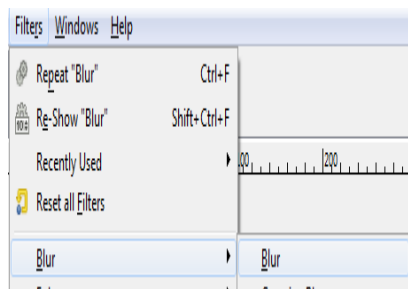 Filters Windows Help
Repeat "Blur" Ctrl+F
Re-Show "Blur" Shift+Ctrl+F
Recently Used
200
Reset all Filters
Blur Blur